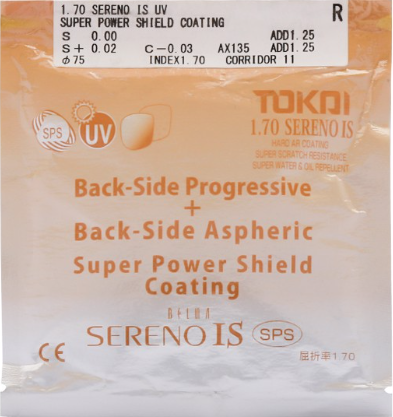 1.70 SERENO IS UV
R
SUPER POWER SHIELD COATING
S 0.00 ADD1.25
S+ 0.02 C-0.03 AX135 ADD1.25
φ75 INDEX1.70 CORRIDOR 11
TOKAI
1.70 SERENO IS
HARD AR COATING
SUPER SCRATCH RESISTANCE
SUPER WATER & OIL REPELLENT
SPS
UV
Back-Side Progressive
+
Back-Side Aspheric
Super Power Shield
Coating
BELNA
SERENO IS SPS
CE
屈折率1.70